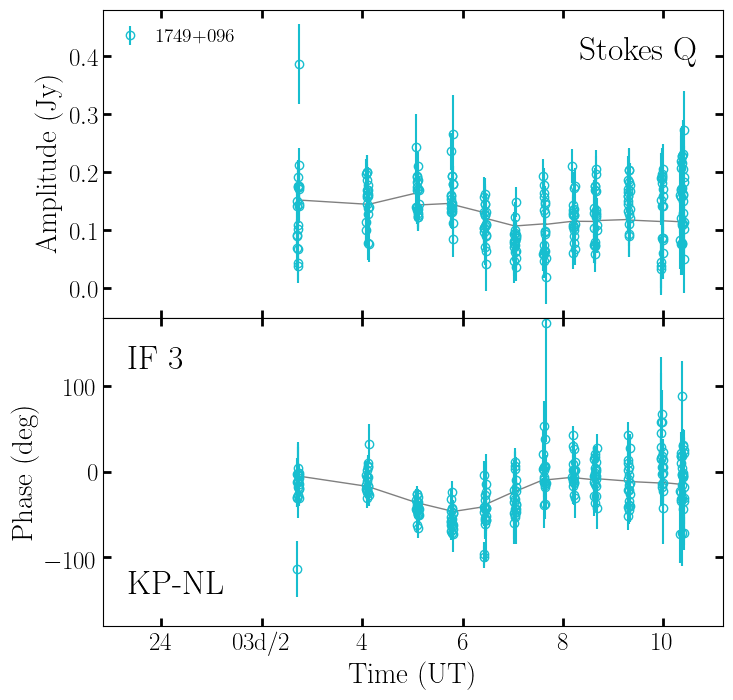 1749+096
Stokes Q
Amplitude (Jy)
0.4
0.3
0.2
0.1
0.0
IF 3
Phase (deg)
100
0
−100
KP-NL
24
03d/2
4
6
8
10
Time (UT)